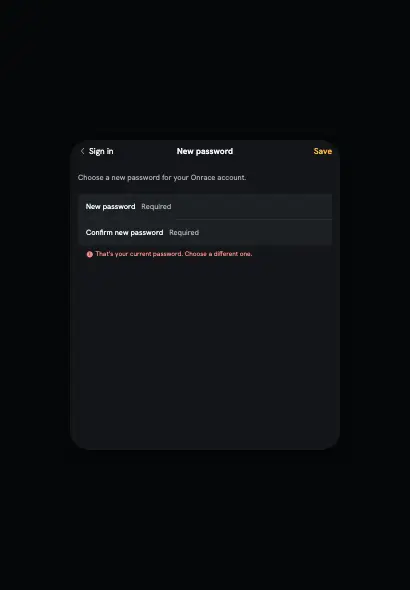 Sign in
New password
Save
Choose a new password for your Onrace account.
New password Required
Confirm new password Required
That's your current password. Choose a different one.